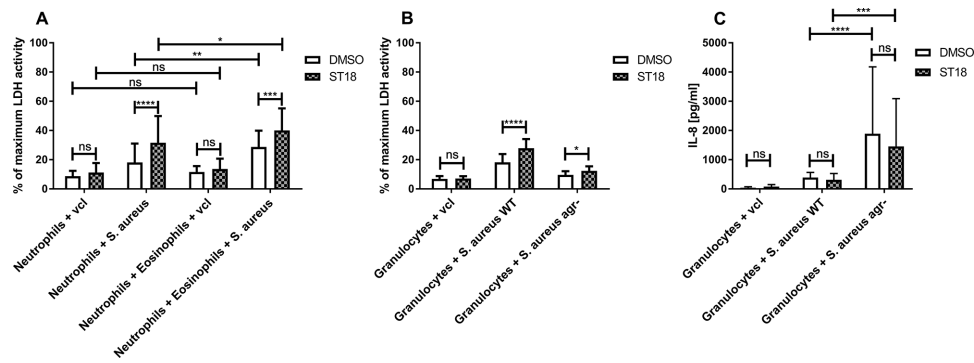 A
% of maximum LDH activity
100
80
60
40
20
0
*
**
ns
ns
ns
****
ns
***
DMSO
ST18
Neutrophils + vcl
Neutrophils + S. aureus
Neutrophils + Eosinophils + vcl
Neutrophils + Eosinophils + S. aureus
B
% of maximum LDH activity
100
80
60
40
20
0
ns
****
*
DMSO
ST18
Granulocytes + vcl
Granulocytes + S. aureus WT
Granulocytes + S. aureus agr-
C
IL-8 [pg/ml]
5000
4000
3000
2000
1000
0
***
****
ns
ns
ns
DMSO
ST18
Granulocytes + vcl
Granulocytes + S. aureus WT
Granulocytes + S. aureus agr-